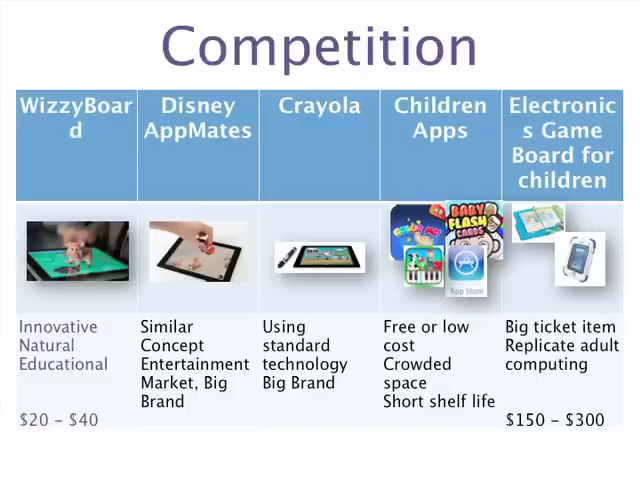 Competition
WizzyBoar
d
Disney
AppMates
Crayola
Children
Apps
Electronic
s Game
Board for
children
HD
BABY
FLASH
CARDS
App Store
Innovative
Natural
Educational
$20 – $40
Similar
Concept
Entertainment
Market, Big
Brand
Using
standard
technology
Big Brand
Free or low
cost
Crowded
space
Short shelf life
Big ticket item
Replicate adult
computing
$150 – $300